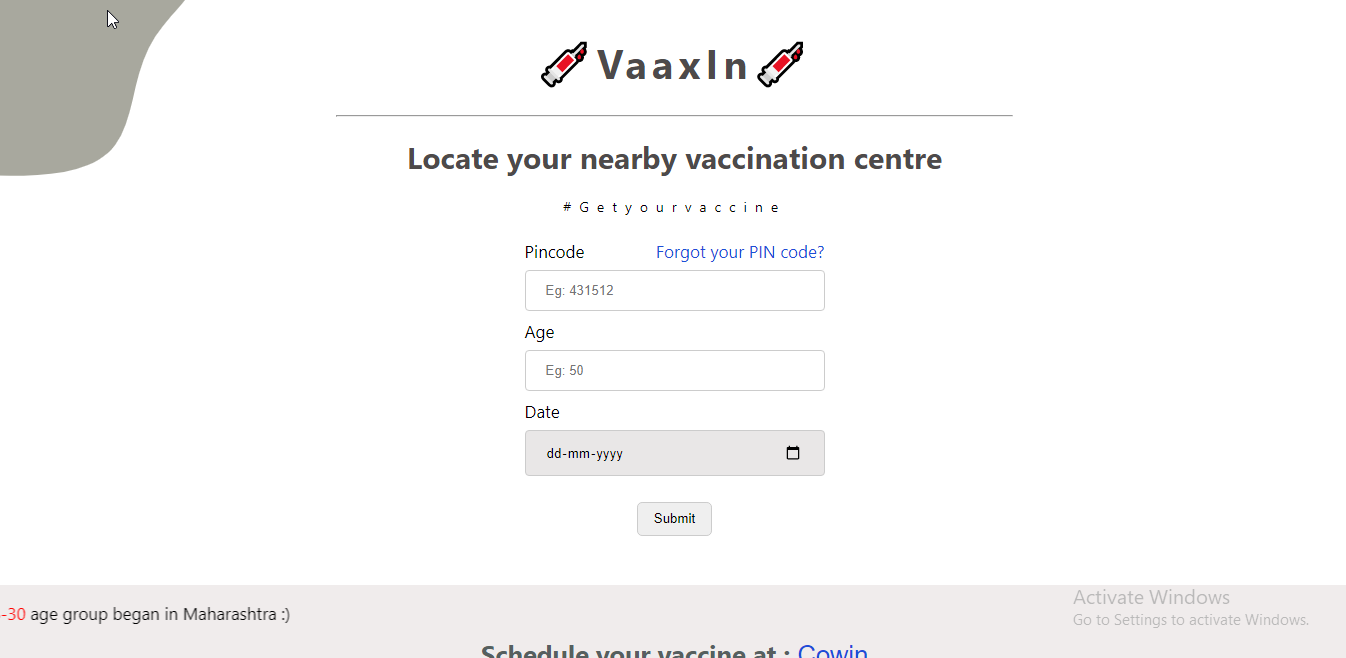 VaaxIn
Locate your nearby vaccination centre
#Getyourvaccine
Pincode Forgot your PIN code?
Eg: 431512
Age
Eg: 50
Date
dd-mm-yyyy
Submit
-30 age group began in Maharashtra :)
Activate Windows
Go to Settings to activate Windows.
Schedule your vaccine at : Cowin